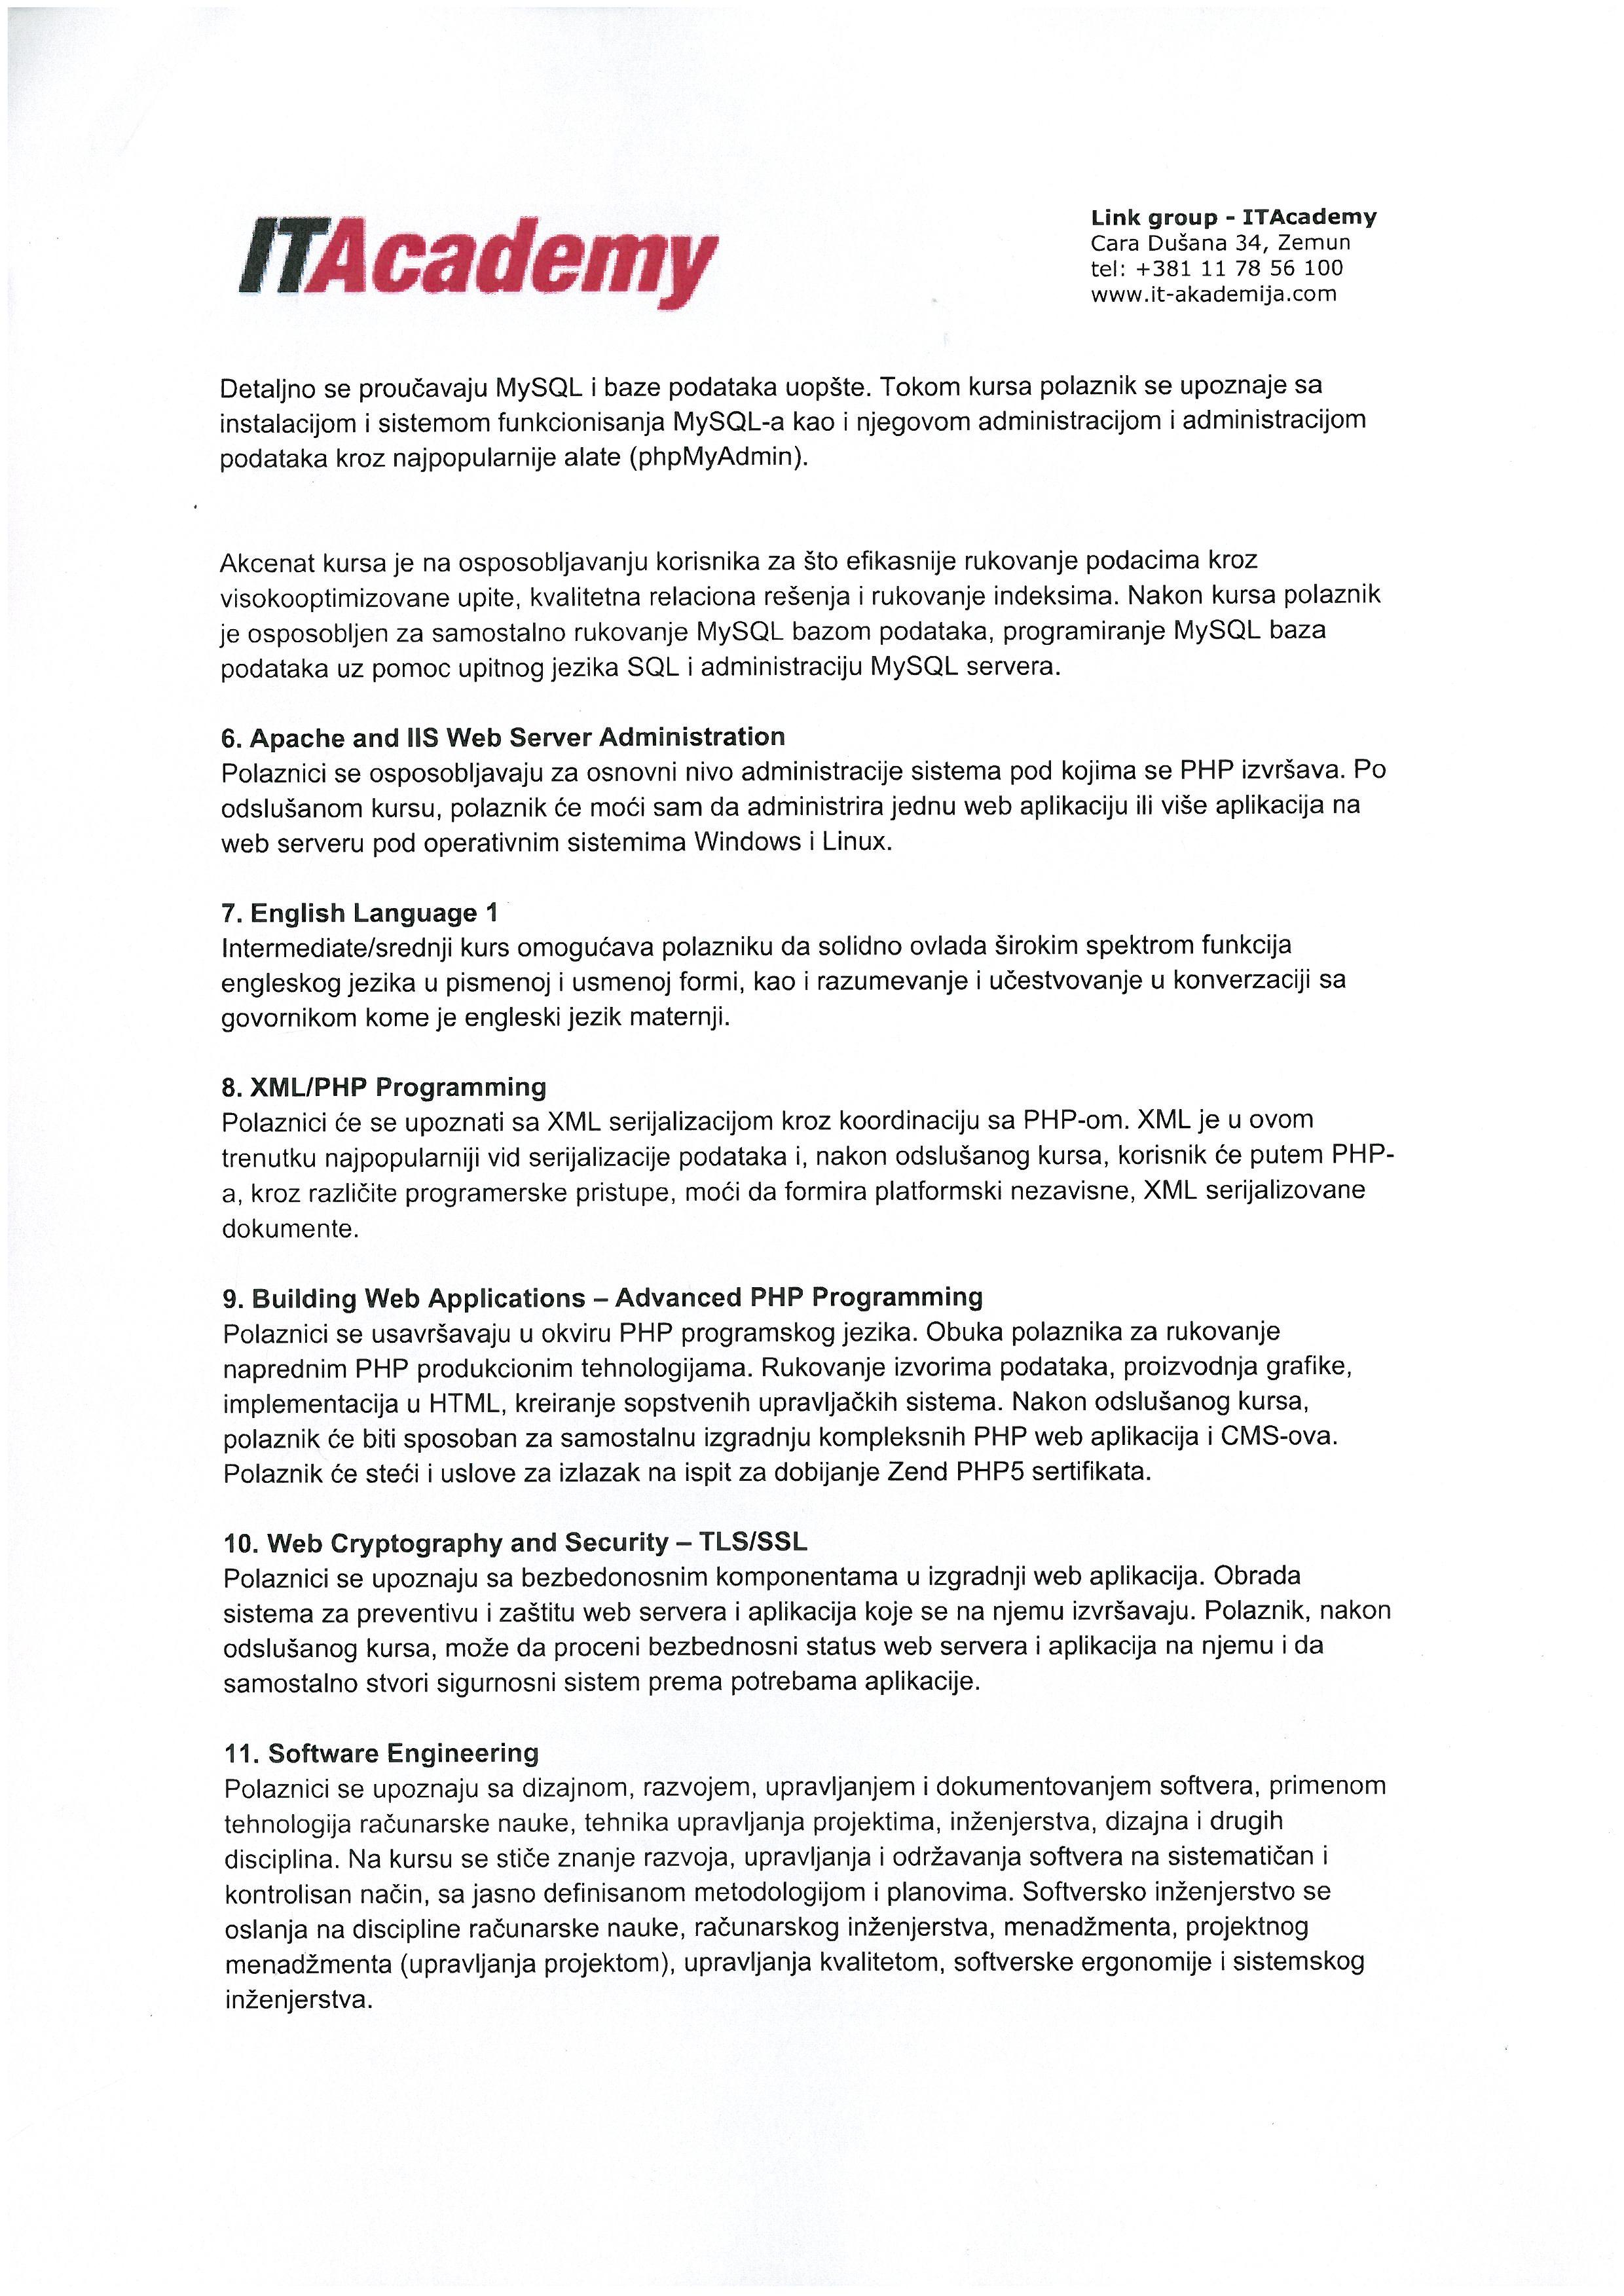 ITAcademy
Link group - ITAcademy
Cara Dušana 34, Zemun
tel: +381 11 78 56 100
www.it-akademija.com
Detaljno se proučavaju MySQL i baze podataka uopšte. Tokom kursa polaznik se upoznaje sa
instalacijom i sistemom funkcionisanja MySQL-a kao i njegovom administracijom i administracijom
podataka kroz najpopularnije alate (phpMyAdmin).
Akcenat kursa je na osposobljavanju korisnika za što efikasnije rukovanje podacima kroz
visokooptimizovane upite, kvalitetna relaciona rešenja i rukovanje indeksima. Nakon kursa polaznik
je osposobljen za samostalno rukovanje MySQL bazom podataka, programiranje MySQL baza
podataka uz pomoc upitnog jezika SQL i administraciju MySQL servera.
6. Apache and IIS Web Server Administration
Polaznici se osposobljavaju za osnovni nivo administracije sistema pod kojima se PHP izvršava. Po
odslušanom kursu, polaznik će moći sam da administrira jednu web aplikaciju ili više aplikacija na
web serveru pod operativnim sistemima Windows i Linux.
7. English Language 1
Intermediate/srednji kurs omogućava polazniku da solidno ovlada širokim spektrom funkcija
engleskog jezika u pismenoj i usmenoj formi, kao i razumevanje i učestvovanje u konverzaciji sa
govornikom kome je engleski jezik maternji.
8. XML/PHP Programming
Polaznici će se upoznati sa XML serijalizacijom kroz koordinaciju sa PHP-om. XML je u ovom
trenutku najpopularniji vid serijalizacije podataka i, nakon odslušanog kursa, korisnik će putem PHP-
a, kroz različite programerske pristupe, moći da formira platformski nezavisne, XML serijalizovane
dokumente.
9. Building Web Applications – Advanced PHP Programming
Polaznici se usavršavaju u okviru PHP programskog jezika. Obuka polaznika za rukovanje
naprednim PHP produkcionim tehnologijama. Rukovanje izvorima podataka, proizvodnja grafike,
implementacija u HTML, kreiranje sopstvenih upravljačkih sistema. Nakon odslušanog kursa,
polaznik će biti sposoban za samostalnu izgradnju kompleksnih PHP web aplikacija i CMS-ova.
Polaznik će steći i uslove za izlazak na ispit za dobijanje Zend PHP5 sertifikata.
10. Web Cryptography and Security – TLS/SSL
Polaznici se upoznaju sa bezbedonosnim komponentama u izgradnji web aplikacija. Obrada
sistema za preventivu i zaštitu web servera i aplikacija koje se na njemu izvršavaju. Polaznik, nakon
odslušanog kursa, može da proceni bezbednosni status web servera i aplikacija na njemu i da
samostalno stvori sigurnosni sistem prema potrebama aplikacije.
11. Software Engineering
Polaznici se upoznaju sa dizajnom, razvojem, upravljanjem i dokumentovanjem softvera, primenom
tehnologija računarske nauke, tehnika upravljanja projektima, inženjerstva, dizajna i drugih
disciplina. Na kursu se stiče znanje razvoja, upravljanja i održavanja softvera na sistematičan i
kontrolisan način, sa jasno definisanom metodologijom i planovima. Softversko inženjerstvo se
oslanja na discipline računarske nauke, računarskog inženjerstva, menadžmenta, projektnog
menadžmenta (upravljanja projektom), upravljanja kvalitetom, softverske ergonomije i sistemskog
inženjerstva.